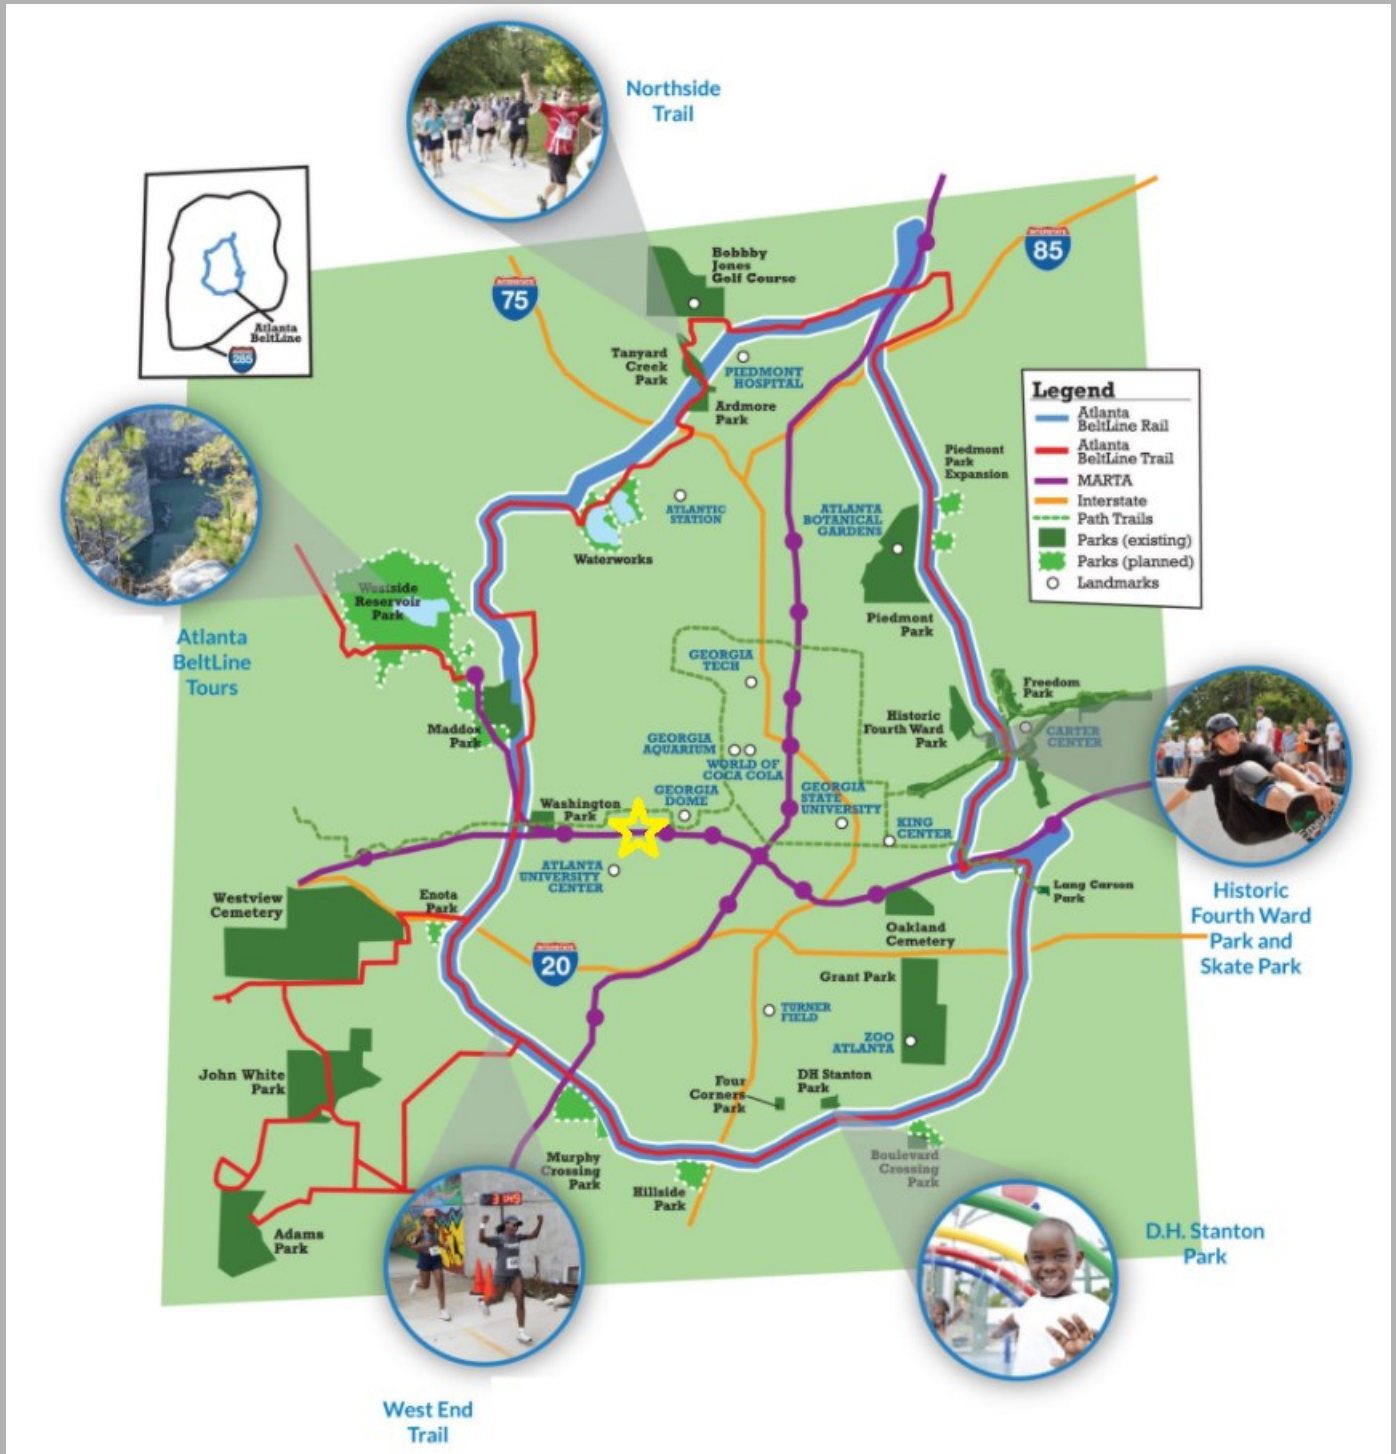 Northside
Trail
INTERSTATE
75
Bobbby
Jones
Golf Course
INTERSTATE
85
Atlanta
BeltLine
285
Tanyard
Creek
Park
PIEDMONT
HOSPITAL
Ardmore
Park
Legend
Atlanta
BeltLine Rail
Atlanta
BeltLine Trail
MARTA
Interstate
Path Trails
Parks (existing)
Parks (planned)
Landmarks
Piedmont
Park
Expansion
ATLANTIC
STATION
ATLANTA
BOTANICAL
GARDENS
Waterworks
Westside
Reservoir
Park
Piedmont
Park
Atlanta
BeltLine
Tours
GEORGIA
TECH
Freedom
Park
Maddox
Park
Historic
Fourth Ward
Park
CARTER
CENTER
GEORGIA
AQUARIUM
WORLD OF
COCA COLA
GEORGIA
DOME
GEORGIA
STATE
UNIVERSITY
Washington
Park
KING
CENTER
ATLANTA
UNIVERSITY
CENTER
Westview
Cemetery
Enota
Park
Lang Carson
Park
Historic
Fourth Ward
Park and
Skate Park
Oakland
Cemetery
INTERSTATE
20
Grant Park
TURNER
FIELD
ZOO
ATLANTA
John White
Park
Four
Corners
Park
DH Stanton
Park
Murphy
Crossing
Park
Hillside
Park
Boulevard
Crossing
Park
Adams
Park
D.H. Stanton
Park
West End
Trail